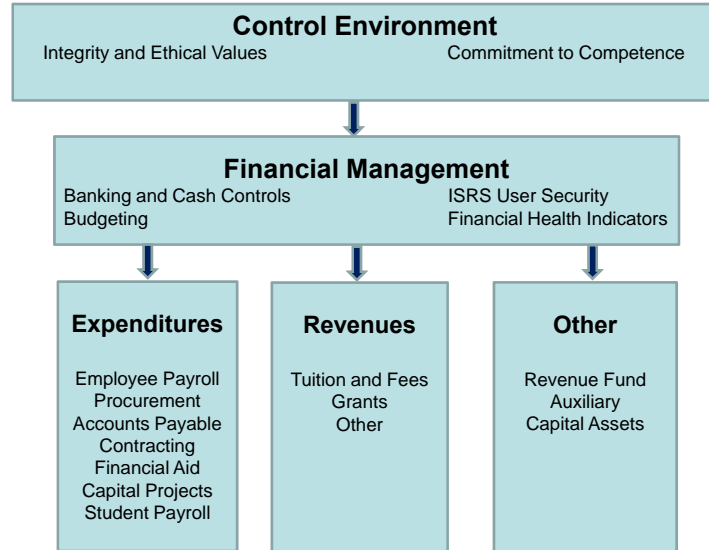 Control Environment
Integrity and Ethical Values
Commitment to Competence
Financial Management
Banking and Cash Controls
Budgeting
ISRS User Security
Financial Health Indicators
Expenditures
Employee Payroll
Procurement
Accounts Payable
Contracting
Financial Aid
Capital Projects
Student Payroll
Revenues
Tuition and Fees
Grants
Other
Other
Revenue Fund
Auxiliary
Capital Assets